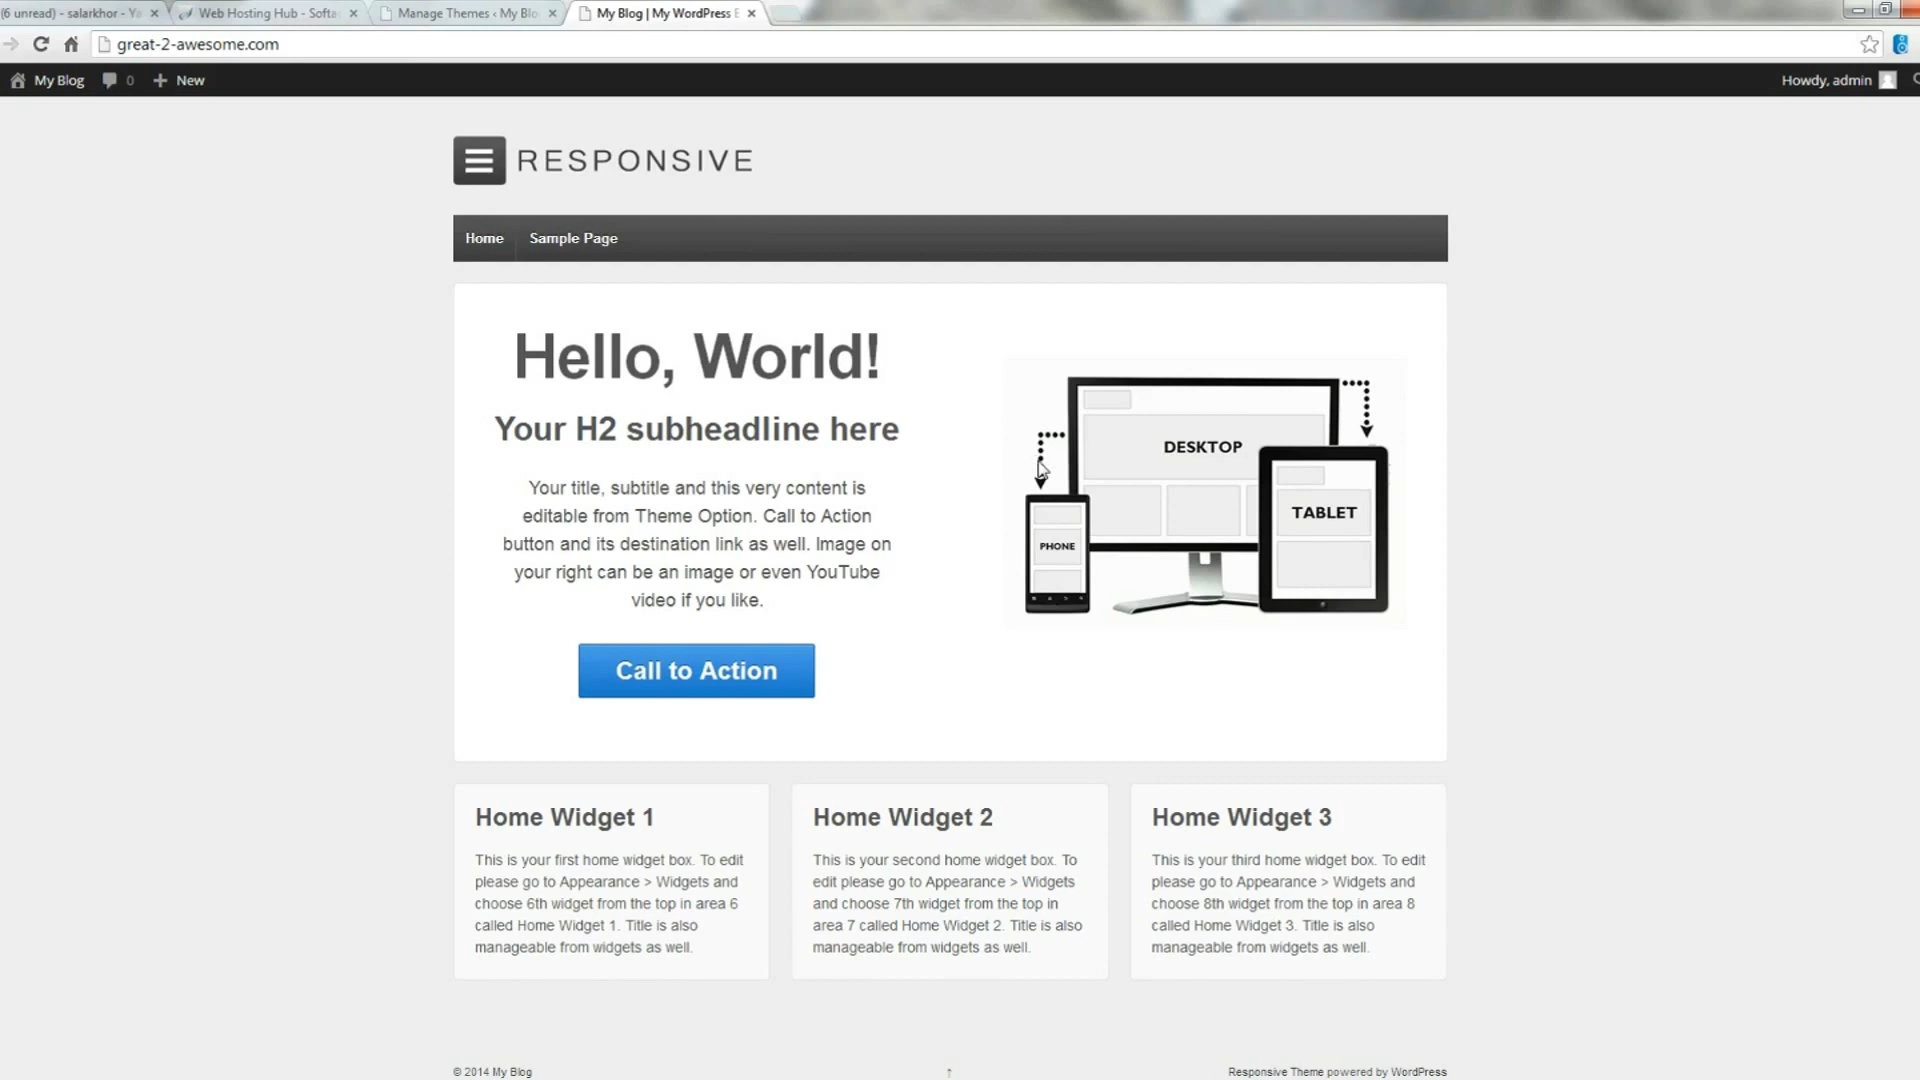 (6 unread) - salarkhor - Ya
Web Hosting Hub - Softa
Manage Themes ‹ My Blo
My Blog | My WordPress B
great-2-awesome.com
My Blog
0
New
Howdy, admin
RESPONSIVE
Home
Sample Page
Hello, World!
Your H2 subheadline here
Your title, subtitle and this very content is
editable from Theme Option. Call to Action
button and its destination link as well. Image on
your right can be an image or even YouTube
video if you like.
Call to Action
DESKTOP
TABLET
PHONE
Home Widget 1
This is your first home widget box. To edit
please go to Appearance > Widgets and
choose 6th widget from the top in area 6
called Home Widget 1. Title is also
manageable from widgets as well.
Home Widget 2
This is your second home widget box. To
edit please go to Appearance > Widgets
and choose 7th widget from the top in
area 7 called Home Widget 2. Title is also
manageable from widgets as well.
Home Widget 3
This is your third home widget box. To edit
please go to Appearance > Widgets and
choose 8th widget from the top in area 8
called Home Widget 3. Title is also
manageable from widgets as well.
© 2014 My Blog
↑
Responsive Theme powered by WordPress